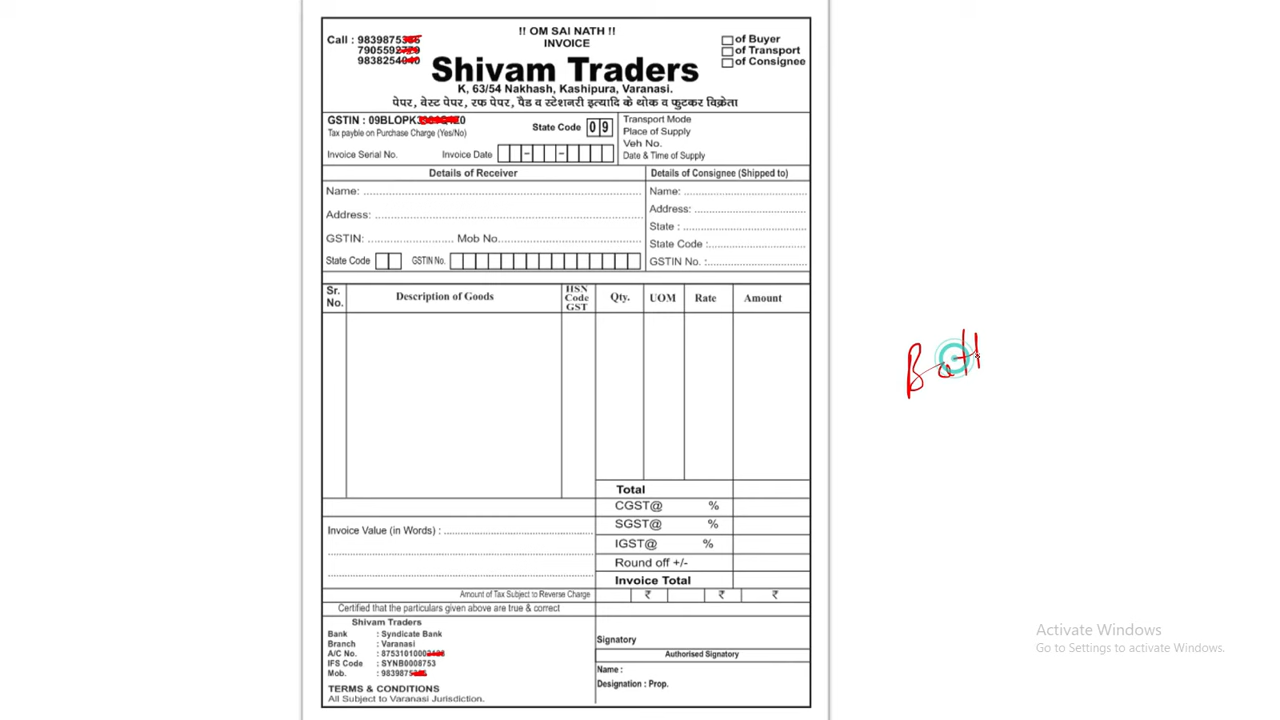 !! OM SAI NATH !!
INVOICE
Call : 9839875
7905592
9838254
of Buyer
of Transport
of Consignee
Shivam Traders
K, 63/54 Nakhash, Kashipura, Varanasi.
पेपर, वेस्ट पेपर, रफ पेपर, पैड व स्टेशनरी इत्यादि के थोक व फुटकर विक्रेता
GSTIN : 09BLOPK
Tax payble on Purchase Charge (Yes/No)
State Code 09
Invoice Serial No. Invoice Date
Transport Mode
Place of Supply
Veh No.
Date & Time of Supply
Details of Receiver
Name:
Address:
GSTIN: Mob No.
State Code GSTIN No.
Details of Consignee (Shipped to)
Name:
Address:
State :
State Code :
GSTIN No. :
Sr. No. Description of Goods HSN Code GST Qty. UOM Rate Amount
Total
CGST@ %
SGST@ %
IGST@ %
Round off +/-
Invoice Total
Invoice Value (in Words) :
Amount of Tax Subject to Reverse Charge ₹ ₹ ₹
Certified that the particulars given above are true & correct
Shivam Traders
Bank : Syndicate Bank
Branch : Varanasi
A/C No. : 8753101000
IFS Code : SYNB0008753
Mob. : 9839875
TERMS & CONDITIONS
All Subject to Varanasi Jurisdiction.
Signatory
Authorised Signatory
Name :
Designation : Prop.
Activate Windows
Go to Settings to activate Windows.